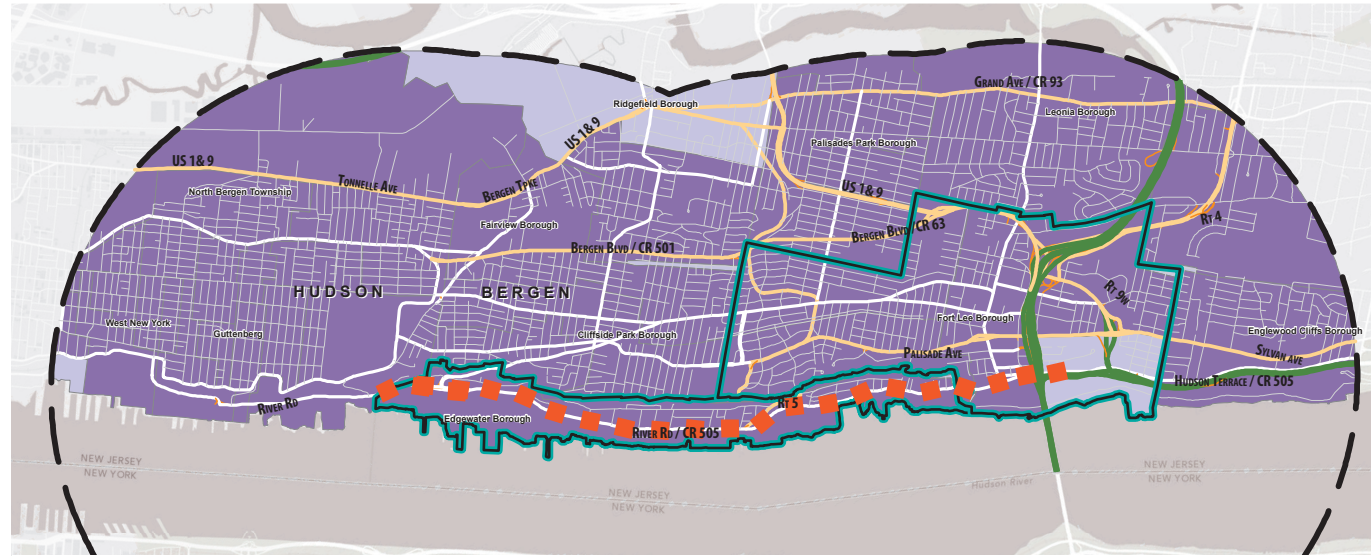 GRAND AVE / CR 93
Ridgefield Borough
Leonia Borough
US 1& 9
Palisades Park Borough
US 1& 9
TONNELLE AVE
North Bergen Township
BERGEN TPKE
US 1& 9
RT 4
Fairview Borough
BERGEN BLVD / CR 63
BERGEN BLVD / CR 501
HUDSON
BERGEN
RT 9W
West New York
Guttenberg
Cliffside Park Borough
Fort Lee Borough
Englewood Cliffs Borough
PALISADE AVE
SYLVAN AVE
HUDSON TERRACE / CR 505
RIVER RD
RT 5
Edgewater Borough
RIVER RD / CR 505
NEW JERSEY
NEW YORK
NEW JERSEY
NEW YORK
Hudson River
NEW JERSEY
NEW YORK